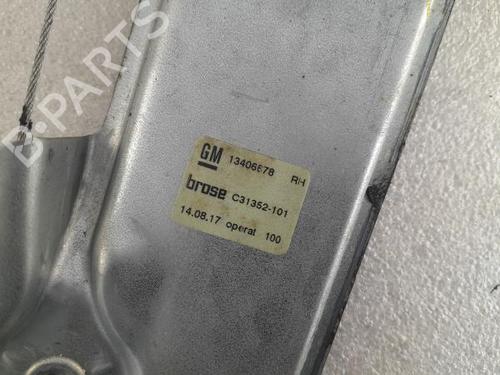 GM 13406878 RH
brose C31352-101
14.08.17 operat 100
B-PARTS